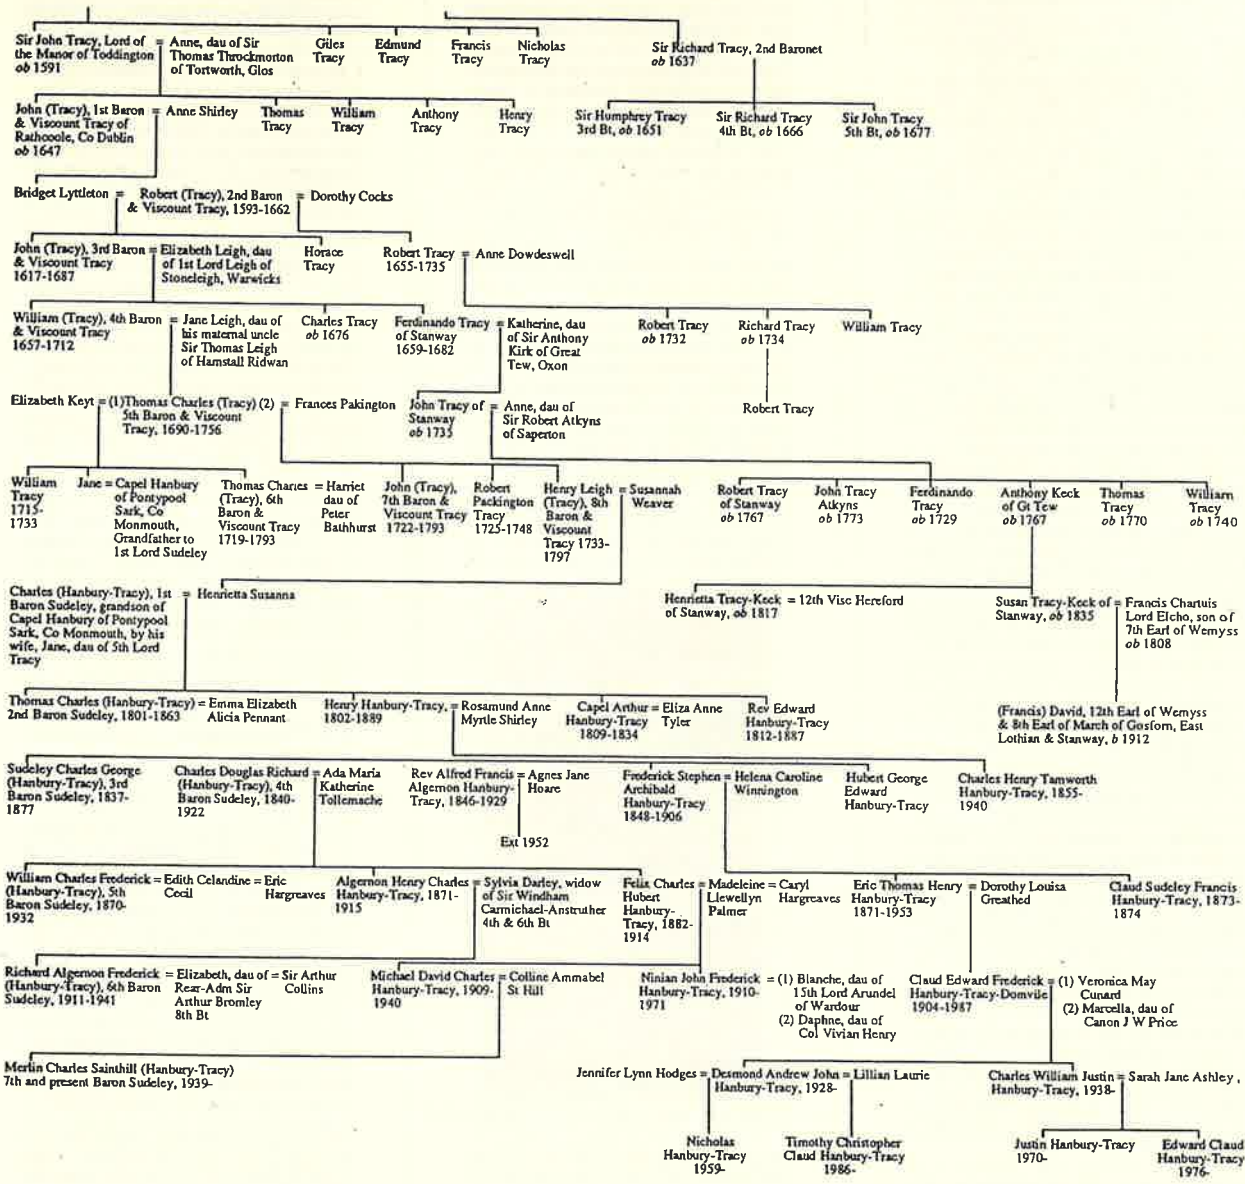 Sir John Tracy, Lord of
the Manor of Toddington
ob 1591
=
Anne, dau of Sir
Thomas Throckmorton
of Tortworth, Glos
Giles
Tracy
Edmund
Tracy
Francis
Tracy
Nicholas
Tracy
Sir Richard Tracy, 2nd Baronet
ob 1637
John (Tracy), 1st Baron
& Viscount Tracy of
Rathcoole, Co Dublin
ob 1647
= Anne Shirley
Thomas
Tracy
William
Tracy
Anthony
Tracy
Henry
Tracy
Sir Humphrey Tracy
3rd Bt, ob 1651
Sir Richard Tracy
4th Bt, ob 1666
Sir John Tracy
5th Bt, ob 1677
Bridget Lyttleton =
Robert (Tracy), 2nd Baron
& Viscount Tracy, 1593-1662
= Dorothy Cocks
John (Tracy), 3rd Baron
& Viscount Tracy
1617-1687
= Elizabeth Leigh, dau
of 1st Lord Leigh of
Stoneleigh, Warwicks
Horace
Tracy
Robert Tracy
1655-1735
= Anne Dowdeswell
William (Tracy), 4th Baron
& Viscount Tracy
1657-1712
= Jane Leigh, dau of
his maternal uncle
Sir Thomas Leigh
of Hamstall Ridwan
Charles Tracy
ob 1676
Ferdinando Tracy
of Stanway
1659-1682
= Katherine, dau
of Sir Anthony
Kirk of Great
Tew, Oxon
Robert Tracy
ob 1732
Richard Tracy
ob 1734
William Tracy
Elizabeth Keyt =
(1)Thomas Charles (Tracy) (2)
5th Baron & Viscount
Tracy, 1690-1756
= Frances Pakington
John Tracy of
Stanway
ob 1735
= Anne, dau of
Sir Robert Atkyns
of Saperton
Robert Tracy
William
Tracy
1715-
1733
Jane = Capel Hanbury
of Pontypool
Sark, Co
Monmouth,
Grandfather to
1st Lord Sudeley
Thomas Charles
(Tracy), 6th
Baron &
Viscount Tracy
1719-1793
= Harriet
dau of
Peter
Bathhurst
John (Tracy),
7th Baron &
Viscount Tracy
1722-1793
Robert
Packington
Tracy
1725-1748
Henry Leigh
(Tracy), 8th
Baron &
Viscount
Tracy 1733-
1797
= Susannah
Weaver
Robert Tracy
of Stanway
ob 1767
John Tracy
Atkyns
ob 1773
Ferdinando
Tracy
ob 1729
Anthony Keck
of Gt Tew
ob 1767
Thomas
Tracy
ob 1770
William
Tracy
ob 1740
Charles (Hanbury-Tracy), 1st
Baron Sudeley, grandson of
Capel Hanbury of Pontypool
Sark, Co Monmouth, by his
wife, Jane, dau of 5th Lord
Tracy
= Henrietta Susanna
Henrietta Tracy-Keck
of Stanway, ob 1817
= 12th Visc Hereford
Susan Tracy-Keck of
Stanway, ob 1835
= Francis Chartuis
Lord Elcho, son of
7th Earl of Wemyss
ob 1808
Thomas Charles (Hanbury-Tracy)
2nd Baron Sudeley, 1801-1863
= Emma Elizabeth
Alicia Pennant
Henry Hanbury-Tracy,
1802-1889
= Rosamund Anne
Myrtle Shirley
Capel Arthur
Hanbury-Tracy
1809-1834
= Eliza Anne
Tyler
Rev Edward
Hanbury-Tracy
1812-1887
(Francis) David, 12th Earl of Wemyss
& 8th Earl of March of Gosfom, East
Lothian & Stanway, b 1912
Sudeley Charles George
(Hanbury-Tracy), 3rd
Baron Sudeley, 1837-
1877
Charles Douglas Richard
(Hanbury-Tracy), 4th
Baron Sudeley, 1840-
1922
= Ada Maria
Katherine
Tollemache
Rev Alfred Francis
Algernon Hanbury-
Tracy, 1846-1929
= Agnes Jane
Hoare
Frederick Stephen
Archibald
Hanbury-Tracy
1848-1906
= Helena Caroline
Winnington
Hubert George
Edward
Hanbury-Tracy
Charles Henry Tamworth
Hanbury-Tracy, 1855-
1940
Ext 1952
William Charles Frederick
(Hanbury-Tracy), 5th
Baron Sudeley, 1870-
1932
= Edith Celandine
Cecil
= Eric
Hargreaves
Algernon Henry Charles
Hanbury-Tracy, 1871-
1915
= Sylvia Darley, widow
of Sir Windham
Carmichael-Anstruther
4th & 6th Bt
Felix Charles
Hubert
Hanbury-
Tracy, 1882-
1914
= Madeleine
Llewellyn
Palmer
= Caryl
Hargreaves
Eric Thomas Henry
Hanbury-Tracy
1871-1953
= Dorothy Louisa
Greathed
Claud Sudeley Francis
Hanbury-Tracy, 1873-
1874
Richard Algernon Frederick
(Hanbury-Tracy), 6th Baron
Sudeley, 1911-1941
= Elizabeth, dau of
Rear-Adm Sir
Arthur Bromley
8th Bt
= Sir Arthur
Collins
Michael David Charles
Hanbury-Tracy, 1909-
1940
= Colline Ammabel
St Hill
Ninian John Frederick
Hanbury-Tracy, 1910-
1971
= (1) Blanche, dau of
15th Lord Arundel
of Wardour
(2) Daphne, dau of
Col Vivian Henry
Claud Edward Frederick
Hanbury-Tracy-Domvile
1904-1987
= (1) Veronica May
Cunard
(2) Marcella, dau of
Canon J W Price
Merlin Charles Sainthill (Hanbury-Tracy)
7th and present Baron Sudeley, 1939-
Jennifer Lynn Hodges =
Desmond Andrew John
Hanbury-Tracy, 1928-
= Lillian Laurie
Charles William Justin
Hanbury-Tracy, 1938-
= Sarah Jane Ashley,
Nicholas
Hanbury-Tracy
1959-
Timothy Christopher
Claud Hanbury-Tracy
1986-
Justin Hanbury-Tracy
1970-
Edward Claud
Hanbury-Tracy
1976-